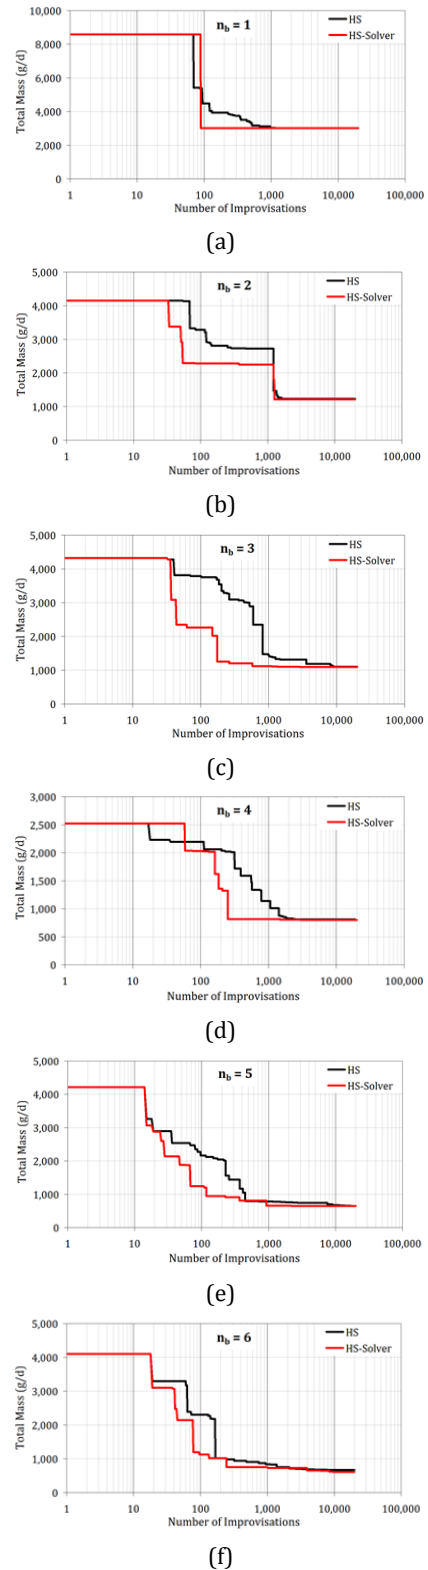 n_b = 1
HS
HS-Solver
Total Mass (g/d)
10,000
8,000
6,000
4,000
2,000
0
1 10 100 1,000 10,000 100,000
Number of Improvisations
(a)
n_b = 2
HS
HS-Solver
Total Mass (g/d)
5,000
4,000
3,000
2,000
1,000
0
1 10 100 1,000 10,000 100,000
Number of Improvisations
(b)
n_b = 3
HS
HS-Solver
Total Mass (g/d)
5,000
4,000
3,000
2,000
1,000
0
1 10 100 1,000 10,000 100,000
Number of Improvisations
(c)
n_b = 4
HS
HS-Solver
Total Mass (g/d)
3,000
2,500
2,000
1,500
1,000
500
0
1 10 100 1,000 10,000 100,000
Number of Improvisations
(d)
n_b = 5
HS
HS-Solver
Total Mass (g/d)
5,000
4,000
3,000
2,000
1,000
0
1 10 100 1,000 10,000 100,000
Number of Improvisations
(e)
n_b = 6
HS
HS-Solver
Total Mass (g/d)
5,000
4,000
3,000
2,000
1,000
0
1 10 100 1,000 10,000 100,000
Number of Improvisations
(f)